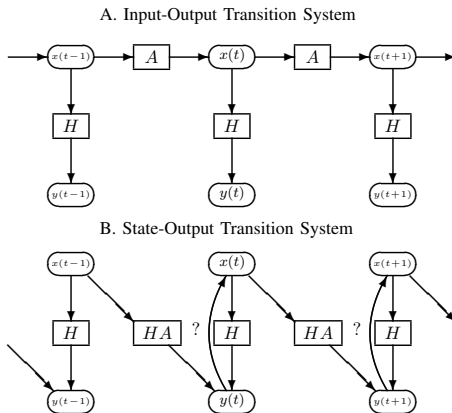 A. Input-Output Transition System
x(t−1) A x(t) A x(t+1)
H H H
y(t−1) y(t) y(t+1)
B. State-Output Transition System
x(t−1) x(t) x(t+1)
H HA ? H HA ? H
y(t−1) y(t) y(t+1)